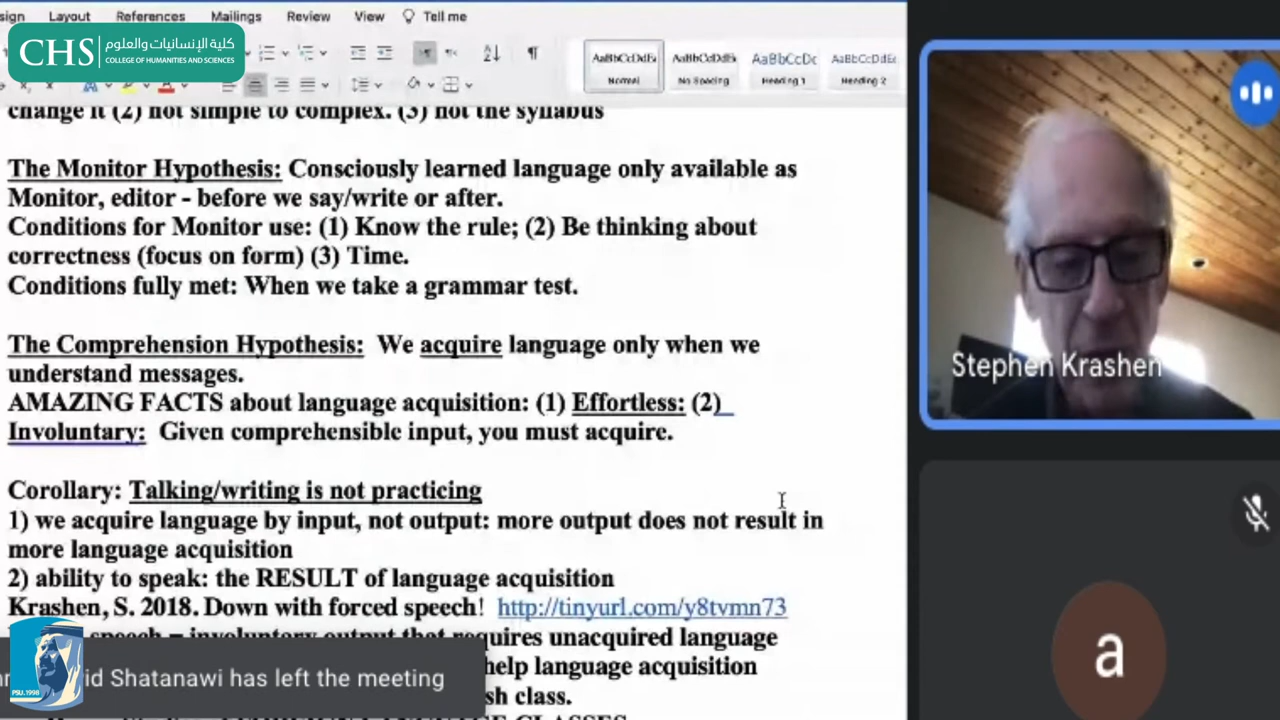 sign Layout References Mailings Review View Tell me
CHS كلية الإنسانيات والعلوم
COLLEGE OF HUMANITIES AND SCIENCES
AaBbCcDdEe AaBbCcDdEe AaBbCcDc AaBbCcDdEe
Normal No Spacing Heading 1 Heading 2
change it (2) not simple to complex. (3) not the syllabus
The Monitor Hypothesis: Consciously learned language only available as
Monitor, editor - before we say/write or after.
Conditions for Monitor use: (1) Know the rule; (2) Be thinking about
correctness (focus on form) (3) Time.
Conditions fully met: When we take a grammar test.
The Comprehension Hypothesis: We acquire language only when we
understand messages.
AMAZING FACTS about language acquisition: (1) Effortless: (2)
Involuntary: Given comprehensible input, you must acquire.
Corollary: Talking/writing is not practicing
1) we acquire language by input, not output: more output does not result in
more language acquisition
2) ability to speak: the RESULT of language acquisition
Krashen, S. 2018. Down with forced speech! http://tinyurl.com/y8tvmn73
speech = involuntary output that requires unacquired language
help language acquisition
sh class.
id Shatanawi has left the meeting
PSU.1998
Stephen Krashen
a